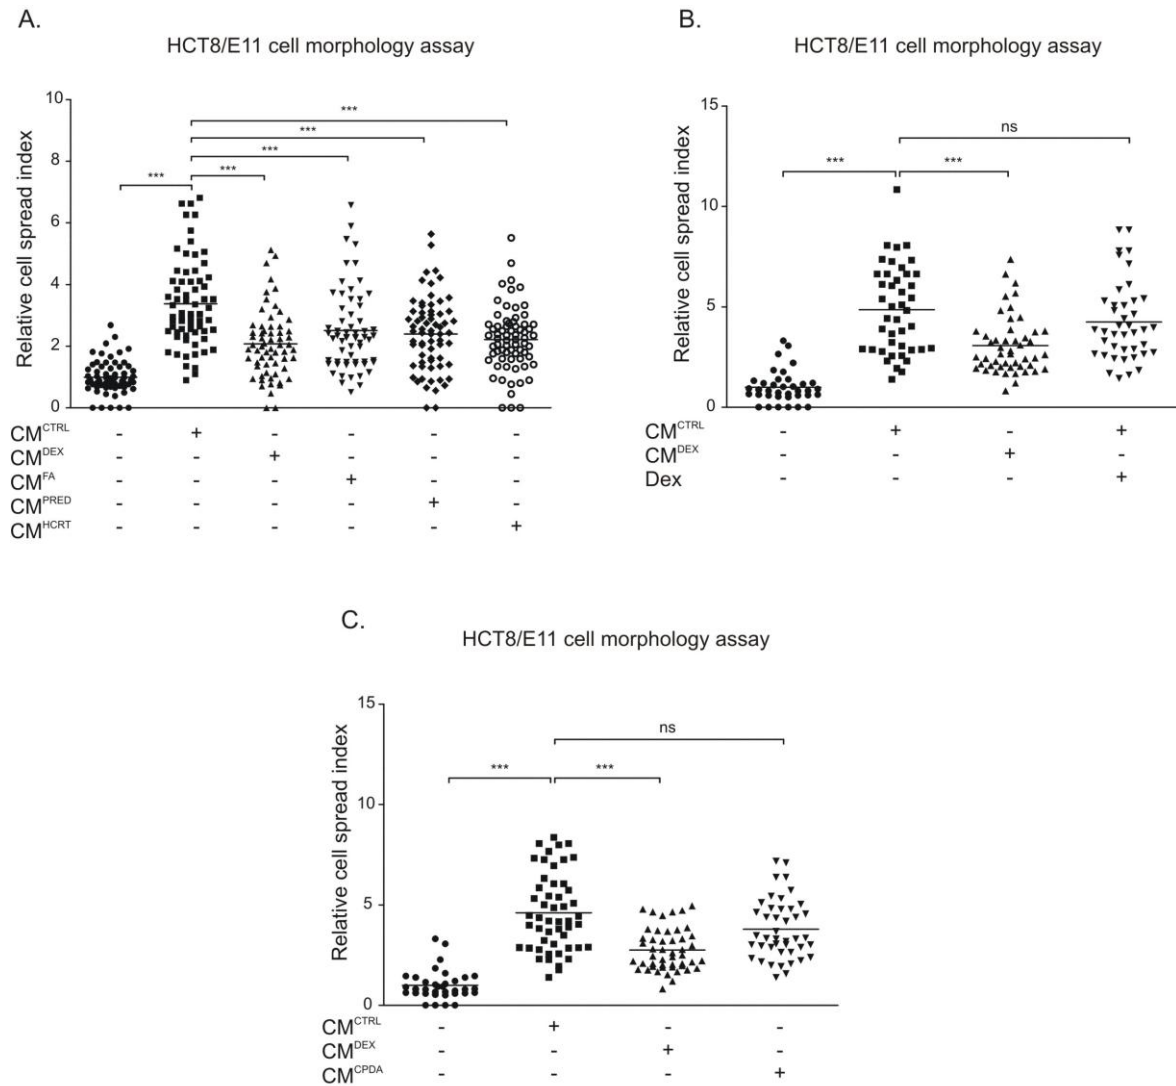 A.
HCT8/E11 cell morphology assay
Relative cell spread index
10
8
6
4
2
0
***
***
***
***
***
CM^CTRL - + - - - -
CM^DEX - - + - - -
CM^FA - - - + - -
CM^PRED - - - - + -
CM^HCRT - - - - - +
B.
HCT8/E11 cell morphology assay
Relative cell spread index
15
10
5
0
ns
*** ***
CM^CTRL - + - +
CM^DEX - - + -
Dex - - - +
C.
HCT8/E11 cell morphology assay
Relative cell spread index
15
10
5
0
ns
*** ***
CM^CTRL - + - -
CM^DEX - - + -
CM^CPDA - - - +